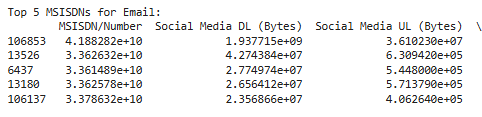 Top 5 MSISDNs for Email:
MSISDN/Number Social Media DL (Bytes) Social Media UL (Bytes) \
106853 4.188282e+10 1.937715e+09 3.610230e+07
13526 3.362632e+10 4.274384e+07 6.309420e+05
6437 3.361489e+10 2.774974e+07 5.448000e+05
13180 3.362578e+10 2.656412e+07 5.713790e+05
106137 3.378632e+10 2.356866e+07 4.062640e+05